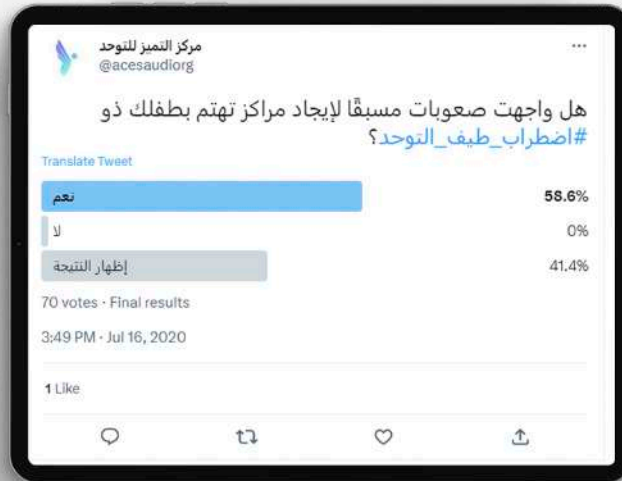 مركز التميز للتوحد
@acesaudiorg
هل واجهت صعوبات مسبقًا لإيجاد مراكز تهتم بطفلك ذو
#اضطراب_طيف_التوحد؟
Translate Tweet
نعم 58.6%
لا 0%
إظهار النتيجة 41.4%
70 votes · Final results
3:49 PM · Jul 16, 2020
1 Like